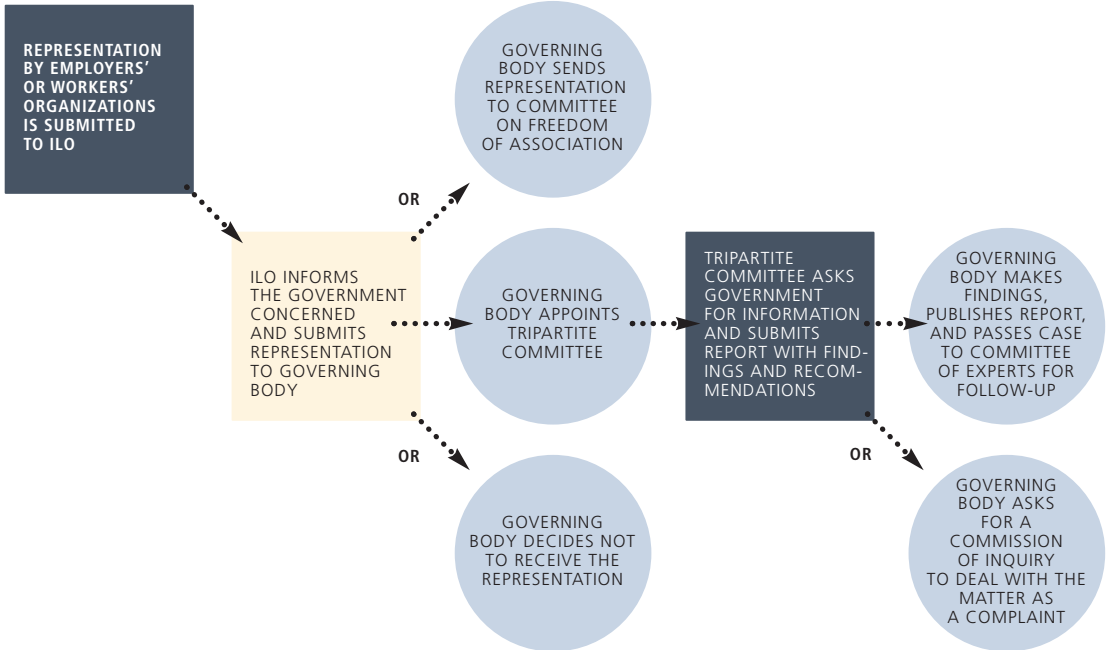 REPRESENTATION
BY EMPLOYERS'
OR WORKERS'
ORGANIZATIONS
IS SUBMITTED
TO ILO
ILO INFORMS
THE GOVERNMENT
CONCERNED
AND SUBMITS
REPRESENTATION
TO GOVERNING
BODY
OR
GOVERNING
BODY SENDS
REPRESENTATION
TO COMMITTEE
ON FREEDOM
OF ASSOCIATION
GOVERNING
BODY APPOINTS
TRIPARTITE
COMMITTEE
OR
GOVERNING
BODY DECIDES NOT
TO RECEIVE THE
REPRESENTATION
TRIPARTITE
COMMITTEE ASKS
GOVERNMENT
FOR INFORMATION
AND SUBMITS
REPORT WITH FIND-
INGS AND RECOM-
MENDATIONS
GOVERNING
BODY MAKES
FINDINGS,
PUBLISHES REPORT,
AND PASSES CASE
TO COMMITTEE
OF EXPERTS FOR
FOLLOW-UP
OR
GOVERNING
BODY ASKS
FOR A
COMMISSION
OF INQUIRY
TO DEAL WITH THE
MATTER AS
A COMPLAINT